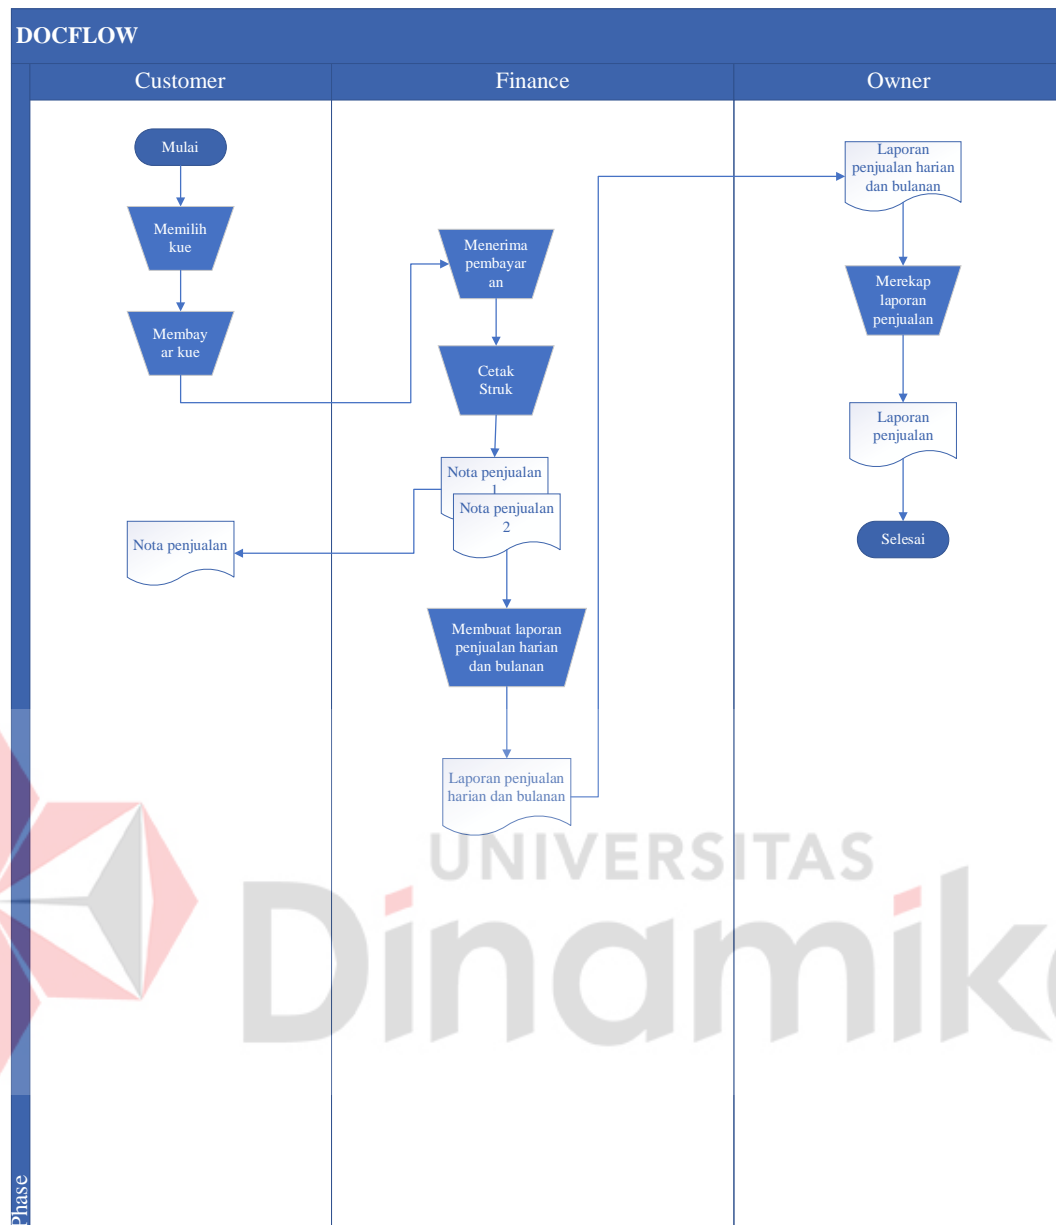 DOCFLOW
Customer
Finance
Owner
Mulai
Memilih
kue
Membay
ar kue
Nota penjualan
Menerima
pembayar
an
Cetak
Struk
Nota penjualan
1
Nota penjualan
2
Membuat laporan
penjualan harian
dan bulanan
Laporan penjualan
harian dan bulanan
Laporan
penjualan harian
dan bulanan
Merekap
laporan
penjualan
Laporan
penjualan
Selesai
UNIVERSITAS
Dinamika
Phase